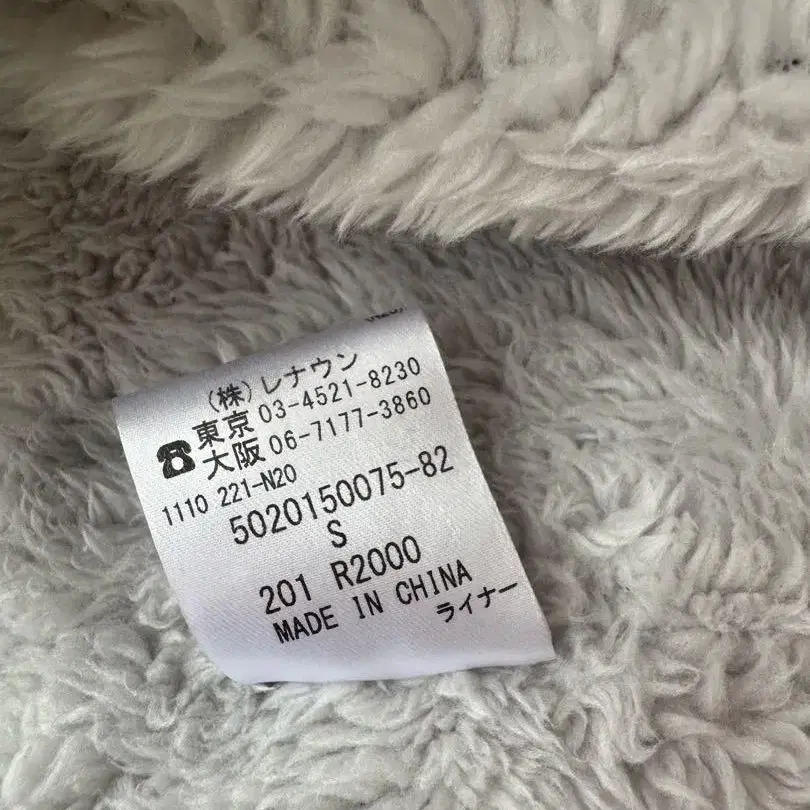 (株)レナウン
東京 03-4521-8230
☎大阪 06-7177-3860
1110 221-N20
5020150075-82
S
201 R2000
MADE IN CHINA
ライナー